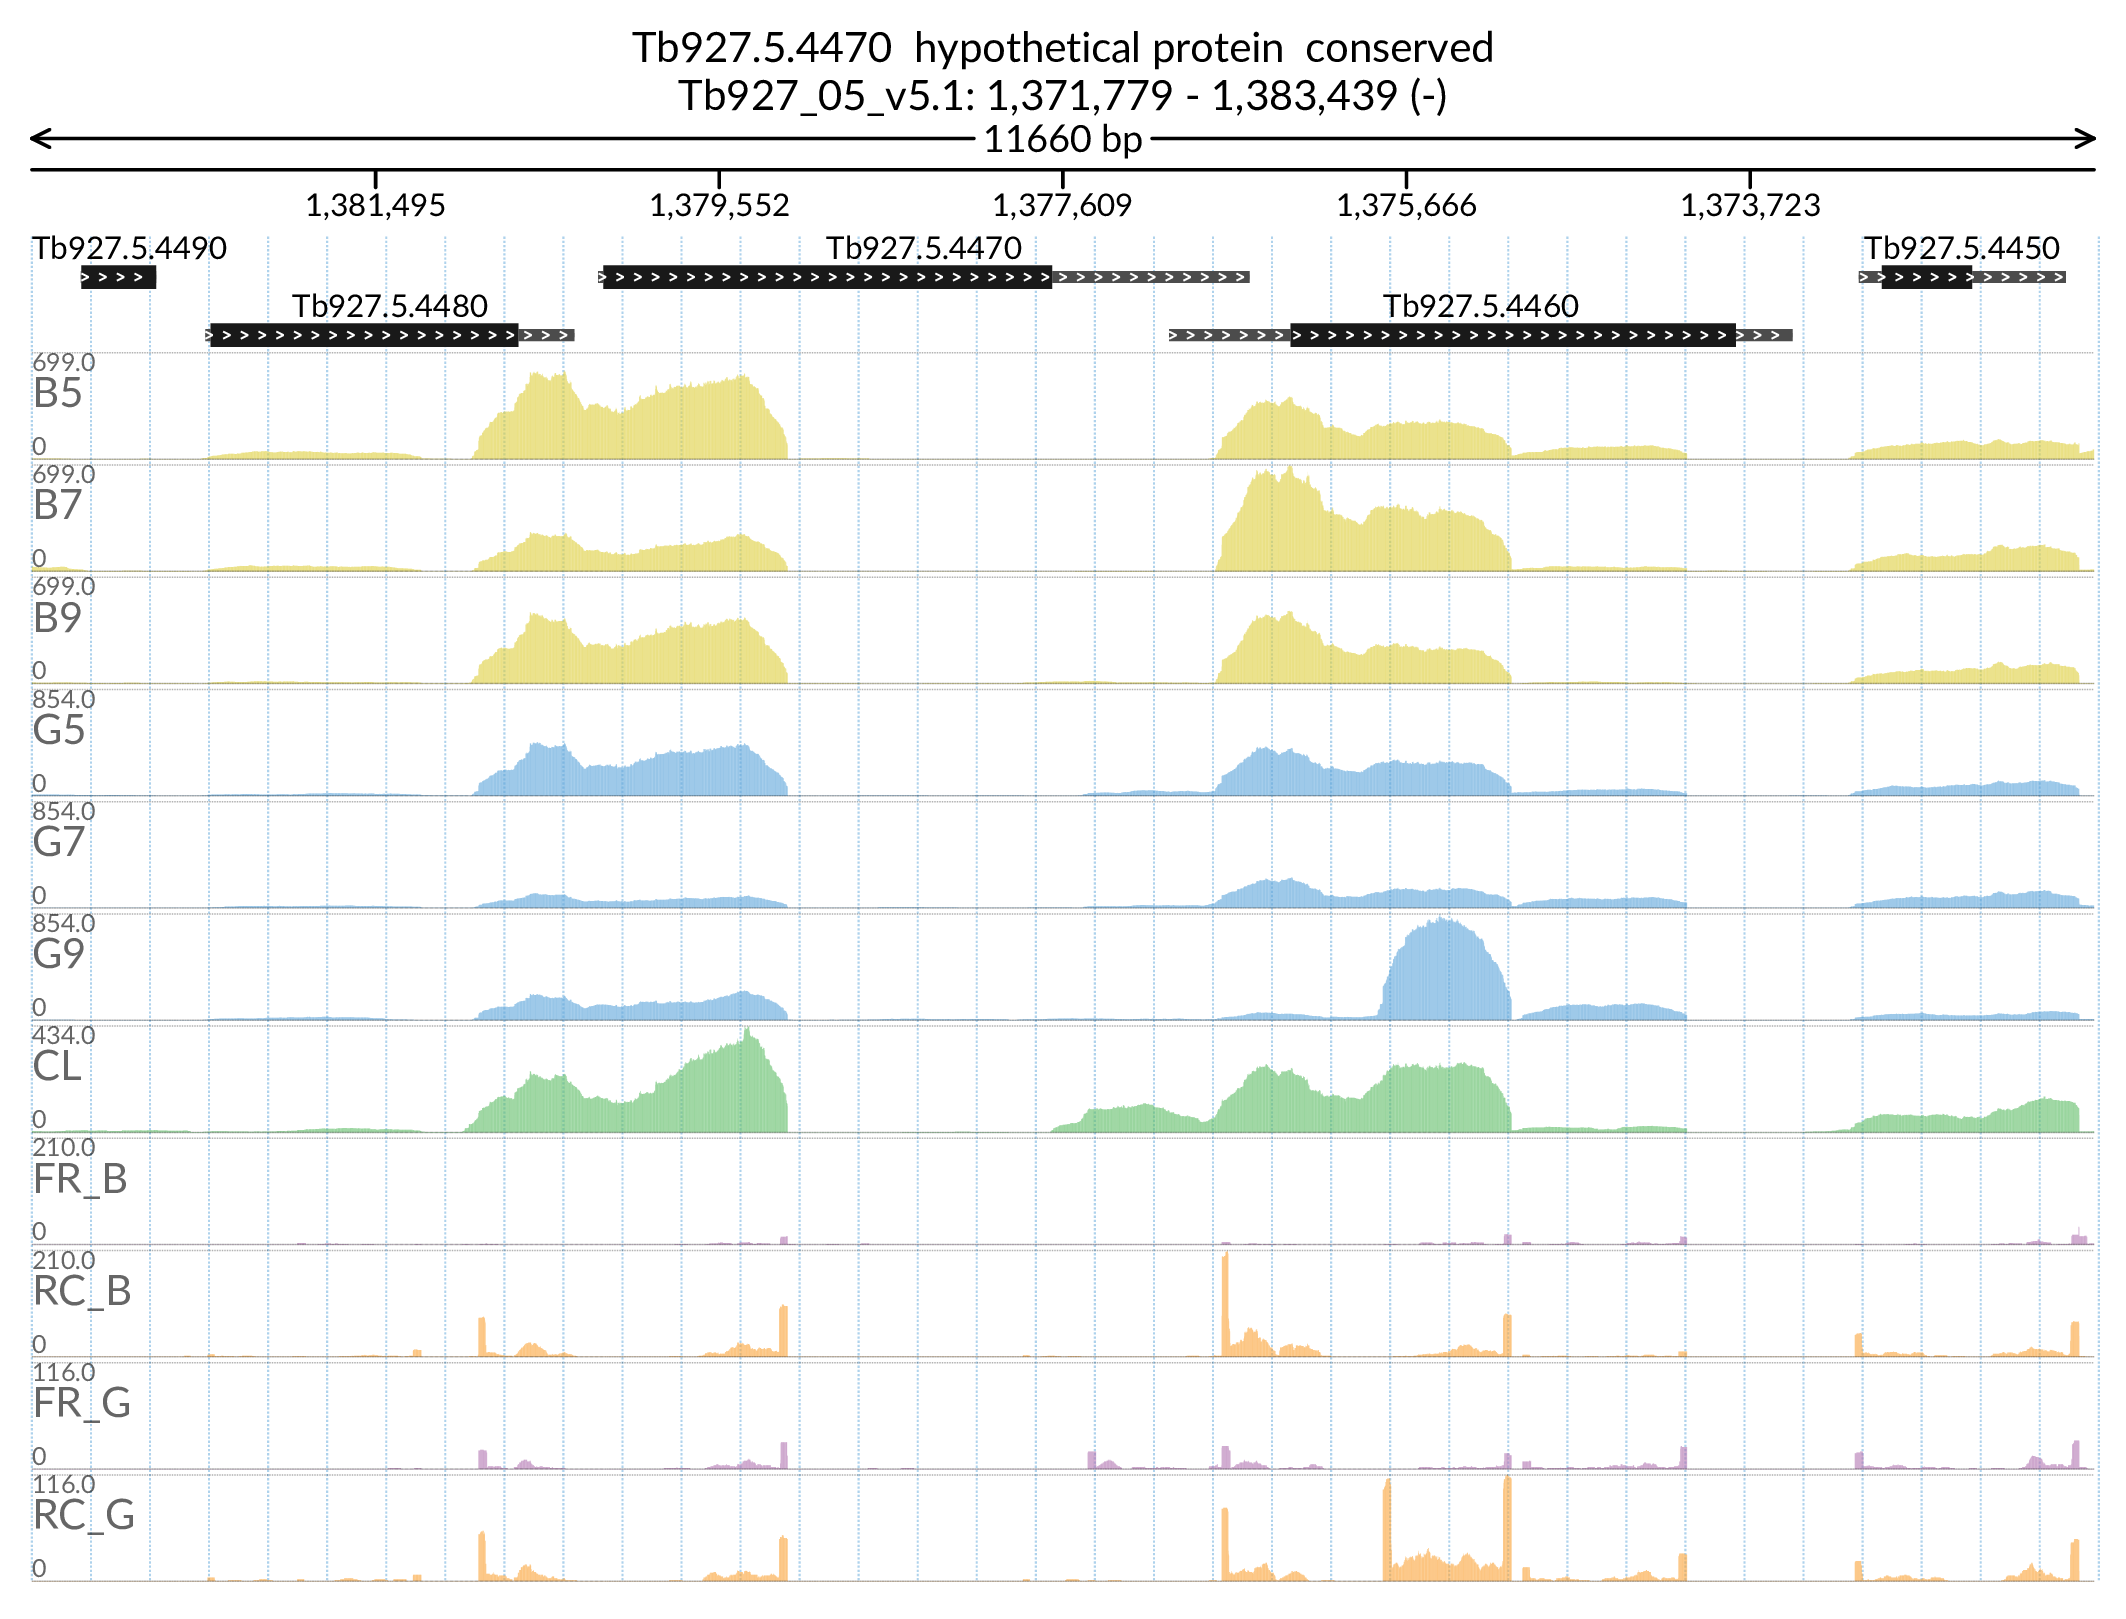 Tb927.5.4470  hypothetical protein  conserved
Tb927_05_v5.1: 1,371,779 - 1,383,439 (-)
11660 bp
1,381,495 1,379,552 1,377,609 1,375,666 1,373,723
Tb927.5.4490 Tb927.5.4470 Tb927.5.4450
Tb927.5.4480 Tb927.5.4460
699.0
B5
0
699.0
B7
0
699.0
B9
0
854.0
G5
0
854.0
G7
0
854.0
G9
0
434.0
CL
0
210.0
FR_B
0
210.0
RC_B
0
116.0
FR_G
0
116.0
RC_G
0